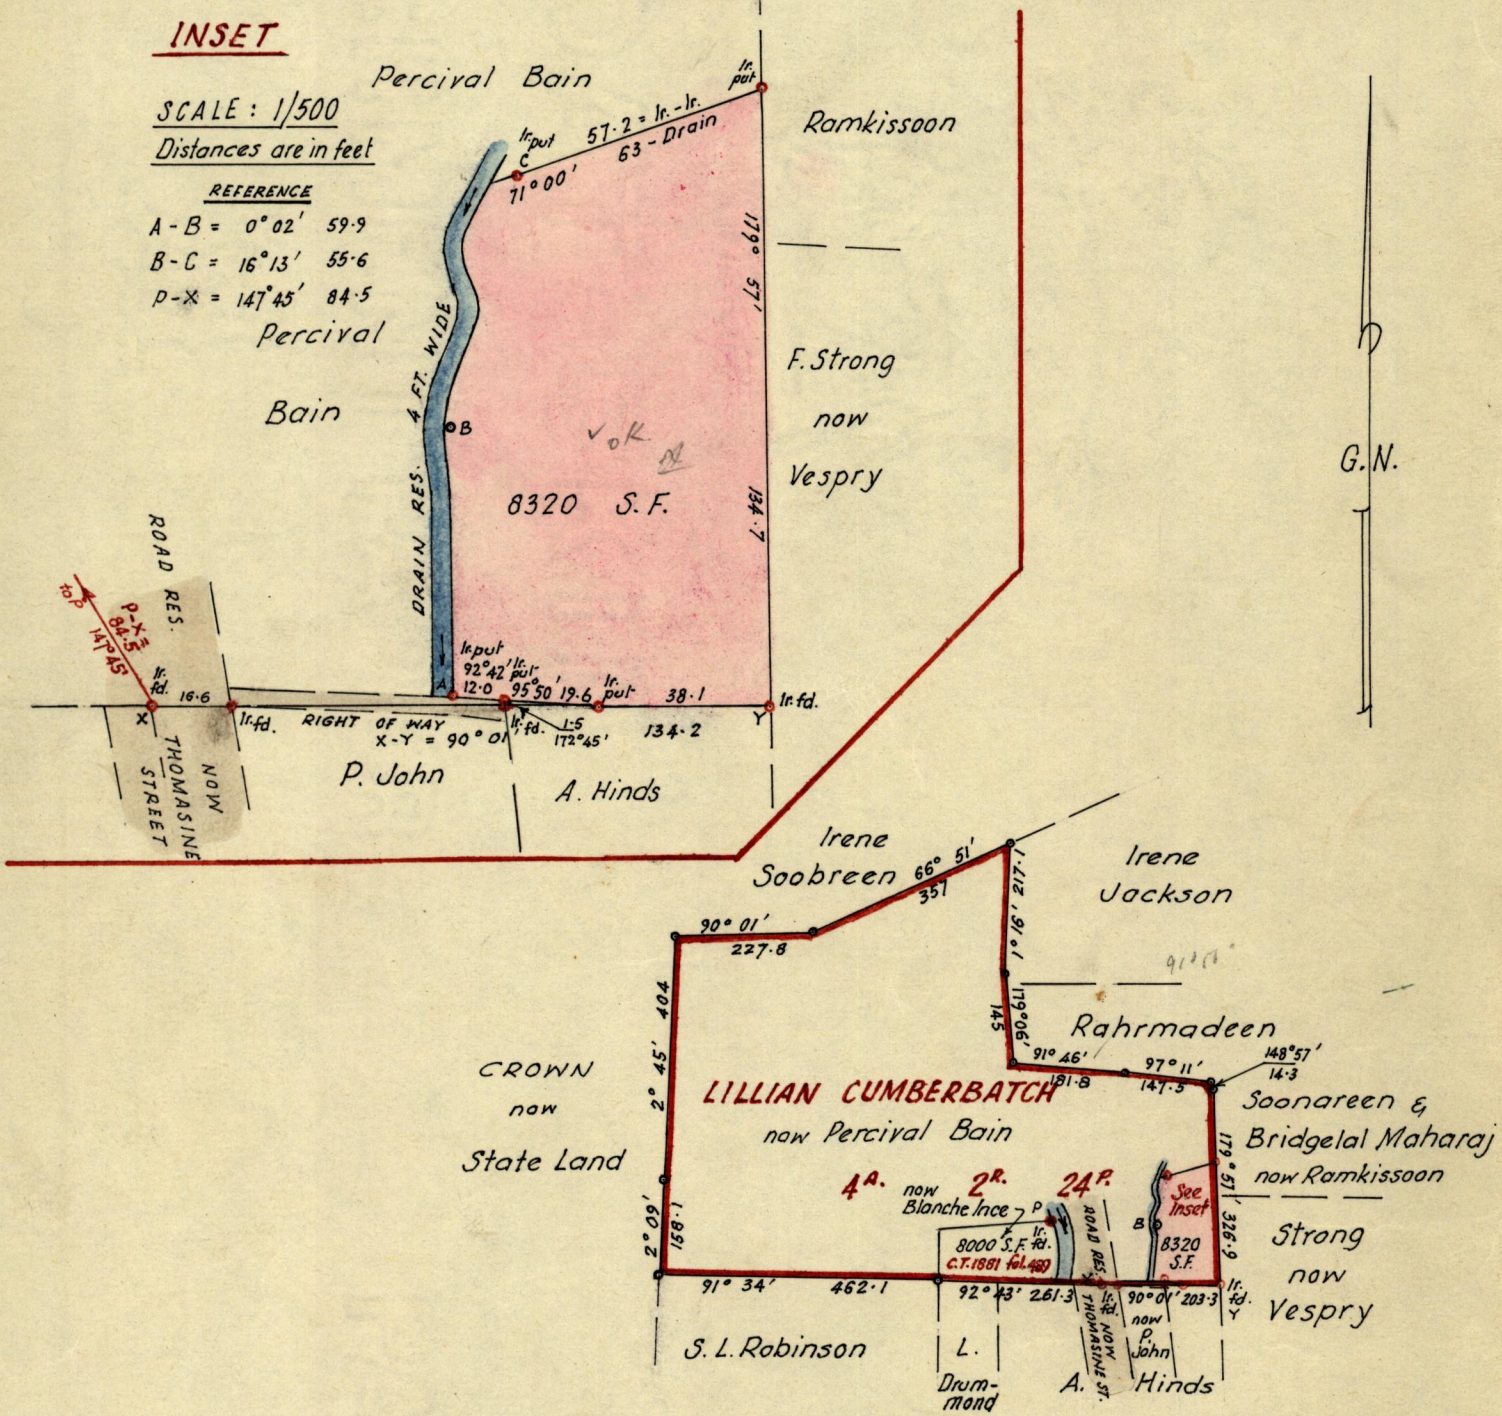 INSET
SCALE : 1/500
Distances are in feet
REFERENCE
A - B = 0° 02' 59·9
B - C = 16° 13' 55·6
P - X = 147° 45' 84·5
Percival Bain
Ir.
put
Ramkissoon
Ir.
put
C
57·2 = Ir.-Ir.
63 - Drain
71° 00'
179° 57'
134·7
Percival
Bain
DRAIN RES. 4 FT. WIDE
B
F. Strong
now
Vespry
✓ ok
8320 S. F.
ROAD RES.
to P
P-X =
84.5
147° 45'
Ir.
fd.
16·6
X
Ir.fd.
A
Ir.put
92° 42'
12·0
Ir.
put
95° 50'
19·6
Ir.
put
38·1
Ir.fd.
Y
RIGHT OF WAY
X-Y = 90° 01'
Ir.fd.
1·5
172° 45'
134·2
NOW
THOMASINE
STREET
P. John
A. Hinds
G.N.
Irene
Soobreen
66° 51'
357
Irene
Jackson
90° 01'
227·8
1° 16' 217·1
404
2° 45'
179° 06'
145
Rahrmadeen
91° 46'
181·8
97° 11'
147·5
148° 57'
14·3
CROWN
now
State Land
LILLIAN CUMBERBATCH
now Percival Bain
4A. 2R. 24P.
Soonareen &
Bridgelal Maharaj
now Ramkissoon
179° 51' 326·9
2° 09'
158·1
now
Blanche Ince
P
Ir.
fd.
8000 S.F.
C.T.1881 fol.489
ROAD RES.
B
See
Inset
8320
S.F.
Strong
now
Vespry
91° 34' 462·1
92° 43' 261·3
X
Ir.
fd.
90° 01' 203·3
Ir.
fd.
Y
NOW
THOMASINE ST.
now
P.
John
S. L. Robinson
L.
Drum-
mond
A. Hinds